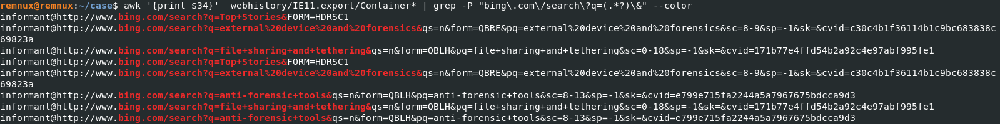 remnux@remnux:~/case$ awk '{print $34}'  webhistory/IE11.export/Container* | grep -P "bing\.com\/search\?q=(.*?)\&" --color
informant@http://www.bing.com/search?q=Top+Stories&FORM=HDRSC1
informant@http://www.bing.com/search?q=external%20device%20and%20forensics&qs=n&form=QBRE&pq=external%20device%20and%20forensics&sc=8-9&sp=-1&sk=&cvid=c30c4b1f36114b1c9bc683838c
69823a
informant@http://www.bing.com/search?q=file+sharing+and+tethering&qs=n&form=QBLH&pq=file+sharing+and+tethering&sc=0-18&sp=-1&sk=&cvid=171b77e4ffd54b2a92c4e97abf995fe1
informant@http://www.bing.com/search?q=Top+Stories&FORM=HDRSC1
informant@http://www.bing.com/search?q=external%20device%20and%20forensics&qs=n&form=QBRE&pq=external%20device%20and%20forensics&sc=8-9&sp=-1&sk=&cvid=c30c4b1f36114b1c9bc683838c
69823a
informant@http://www.bing.com/search?q=anti-forensic+tools&qs=n&form=QBLH&pq=anti-forensic+tools&sc=8-13&sp=-1&sk=&cvid=e799e715fa2244a5a7967675bdcca9d3
informant@http://www.bing.com/search?q=file+sharing+and+tethering&qs=n&form=QBLH&pq=file+sharing+and+tethering&sc=0-18&sp=-1&sk=&cvid=171b77e4ffd54b2a92c4e97abf995fe1
informant@http://www.bing.com/search?q=anti-forensic+tools&qs=n&form=QBLH&pq=anti-forensic+tools&sc=8-13&sp=-1&sk=&cvid=e799e715fa2244a5a7967675bdcca9d3